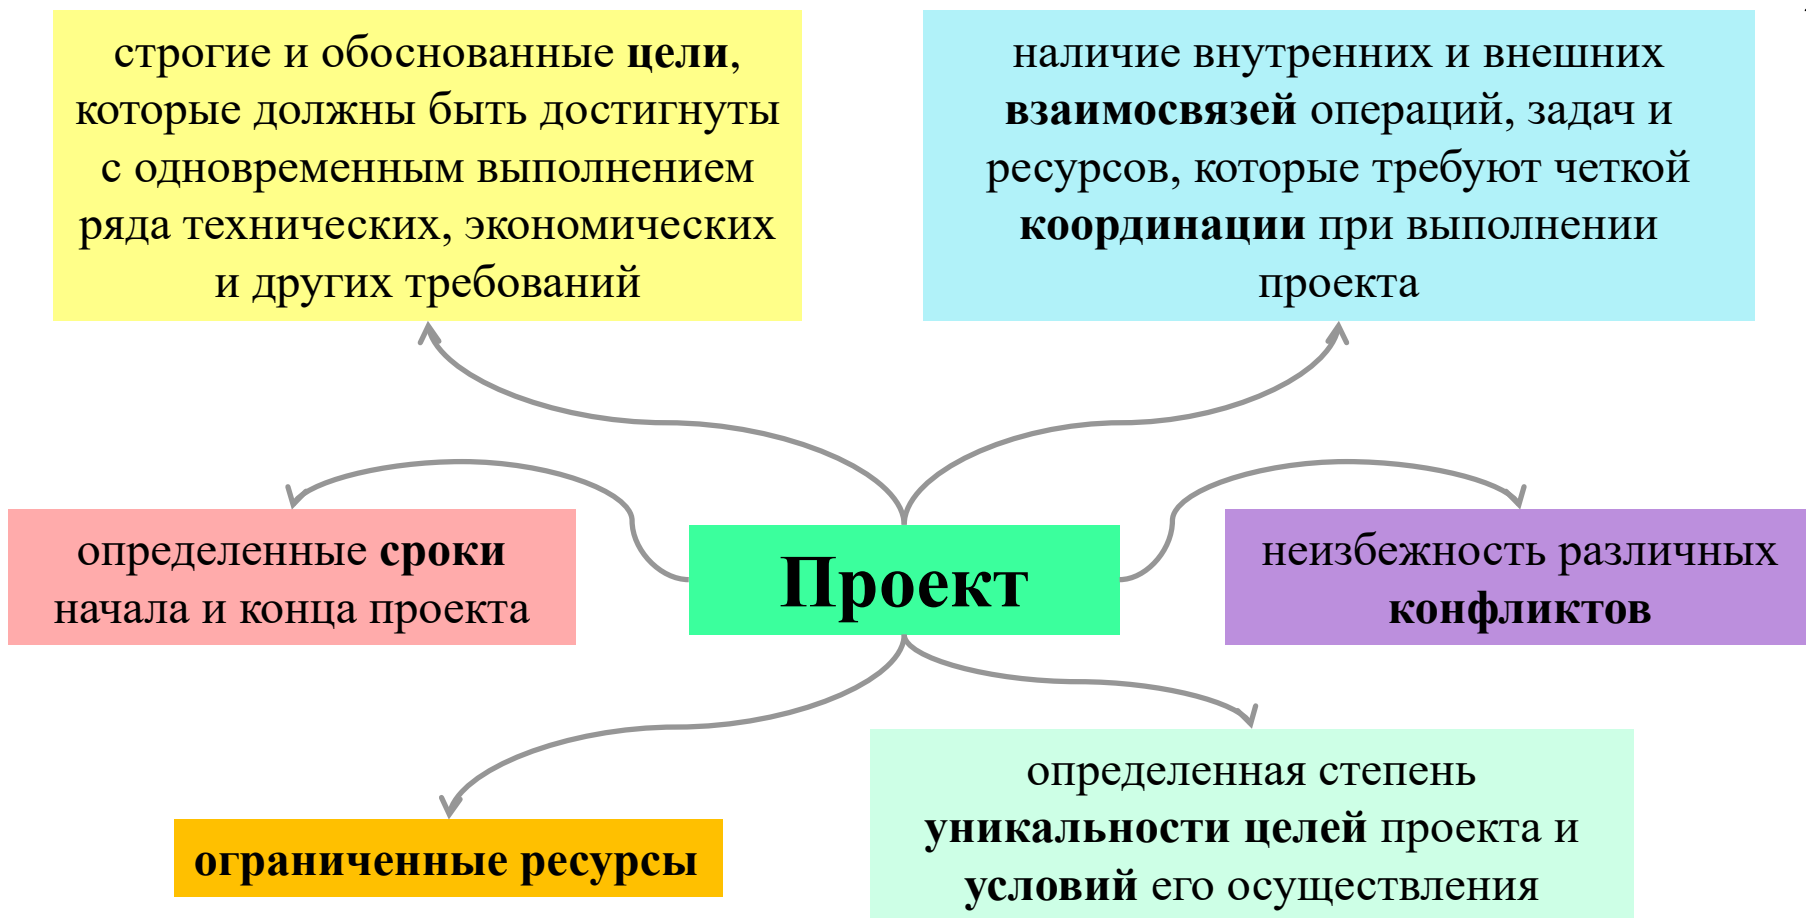 строгие и обоснованные цели,
которые должны быть достигнуты
с одновременным выполнением
ряда технических, экономических
и других требований
наличие внутренних и внешних
взаимосвязей операций, задач и
ресурсов, которые требуют четкой
координации при выполнении
проекта
определенные сроки
начала и конца проекта
Проект
неизбежность различных
конфликтов
ограниченные ресурсы
определенная степень
уникальности целей проекта и
условий его осуществления